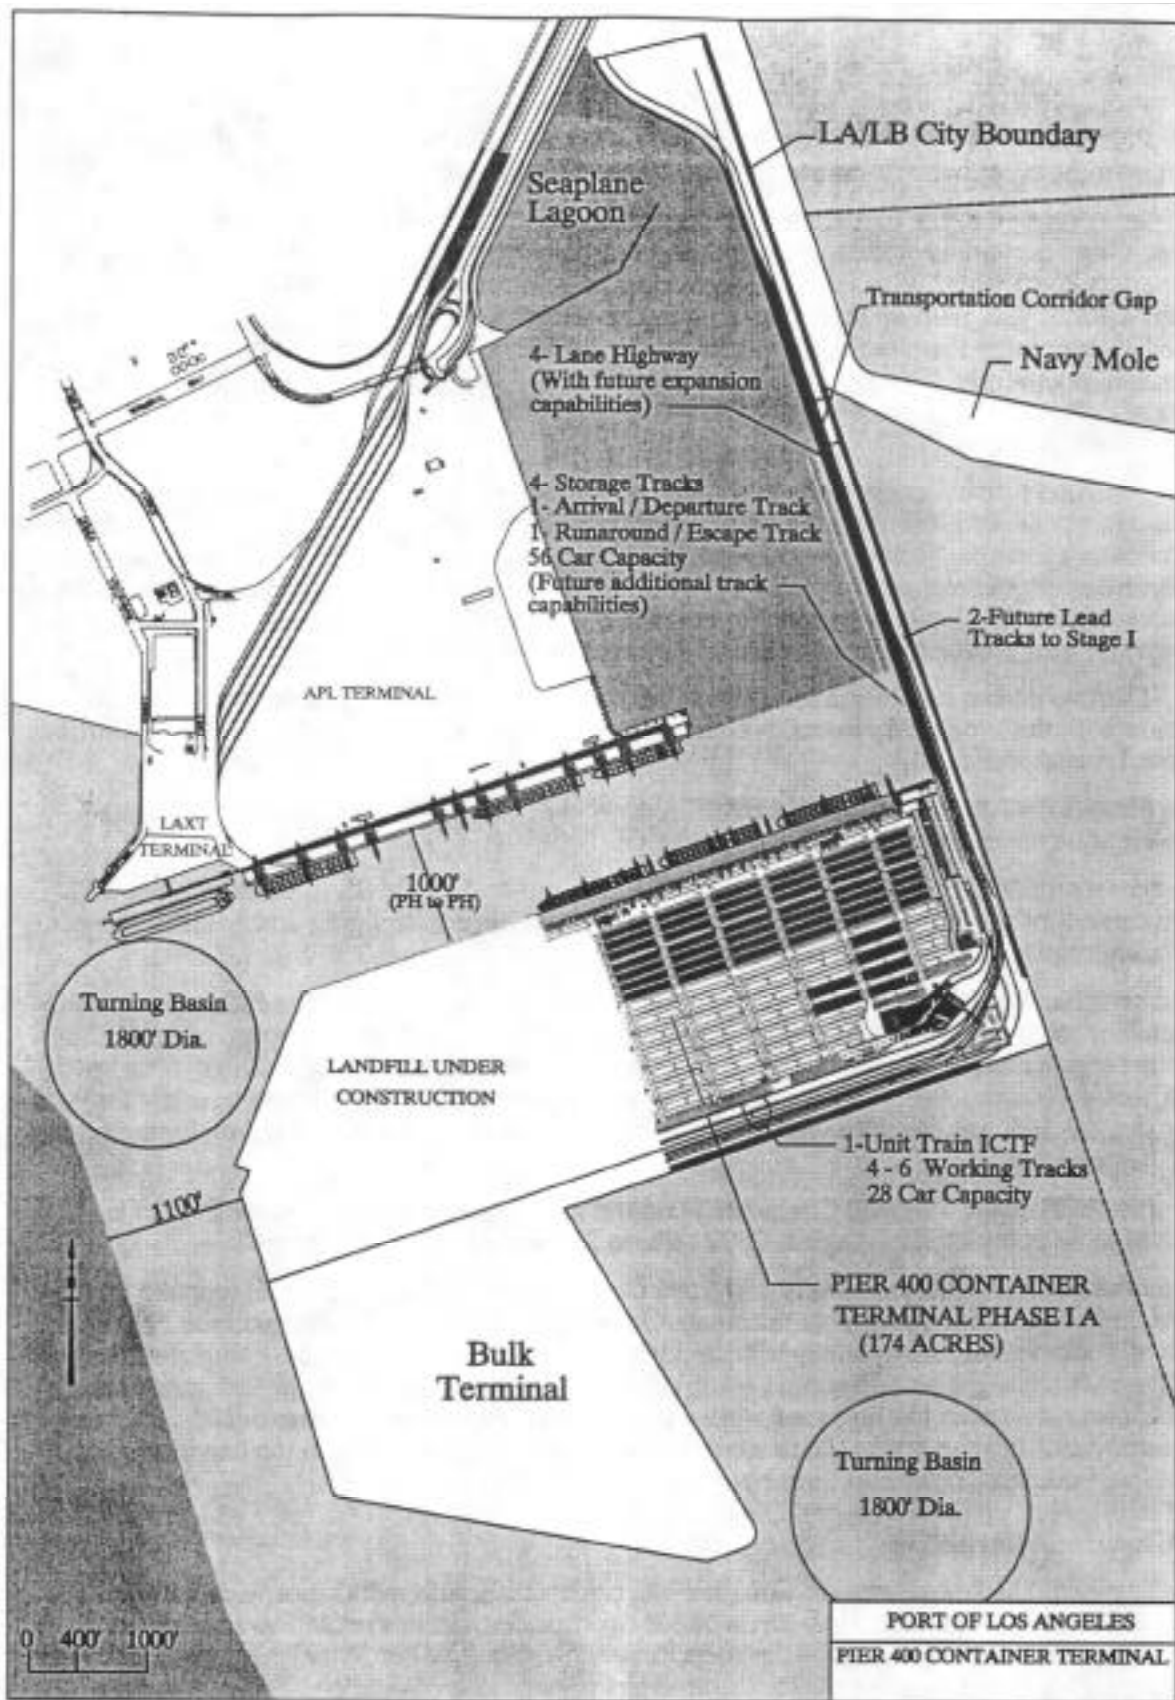 LA/LB City Boundary
Seaplane
Lagoon
Transportation Corridor Gap
4- Lane Highway
(With future expansion
capabilities)
Navy Mole
4- Storage Tracks
1- Arrival / Departure Track
1- Runaround / Escape Track
56 Car Capacity
(Future additional track
capabilities)
2-Future Lead
Tracks to Stage I
APL TERMINAL
LAXT
TERMINAL
1000'
(PH to PH)
Turning Basin
1800' Dia.
LANDFILL UNDER
CONSTRUCTION
1-Unit Train ICTF
4 - 6 Working Tracks
28 Car Capacity
1100'
PIER 400 CONTAINER
TERMINAL PHASE I A
(174 ACRES)
Bulk
Terminal
Turning Basin
1800' Dia.
0 400' 1000'
PORT OF LOS ANGELES
PIER 400 CONTAINER TERMINAL